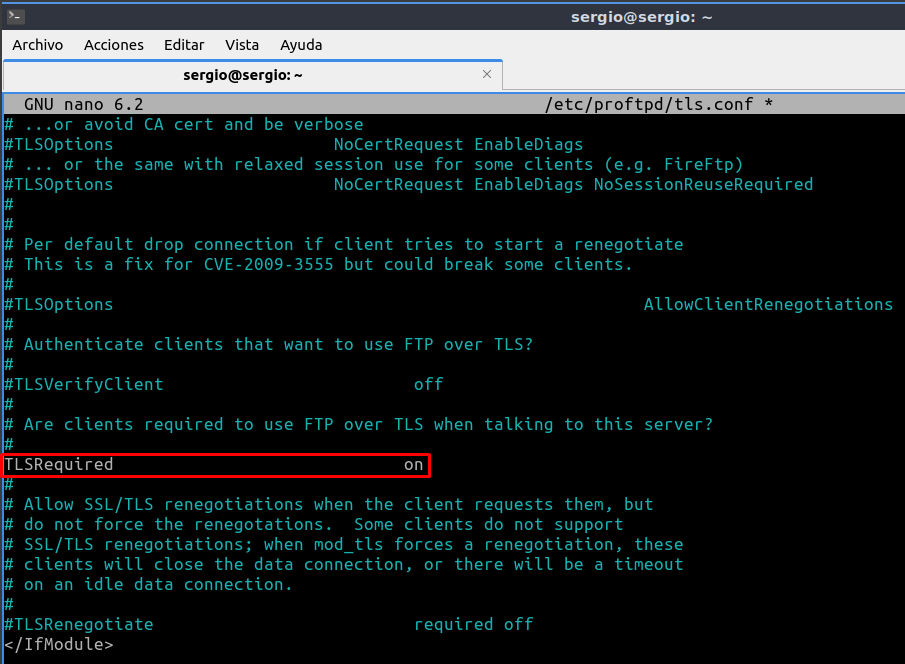 sergio@sergio: ~
Archivo Acciones Editar Vista Ayuda
sergio@sergio: ~ ×
GNU nano 6.2 /etc/proftpd/tls.conf *
# ...or avoid CA cert and be verbose
#TLSOptions NoCertRequest EnableDiags
# ... or the same with relaxed session use for some clients (e.g. FireFtp)
#TLSOptions NoCertRequest EnableDiags NoSessionReuseRequired
#
#
# Per default drop connection if client tries to start a renegotiate
# This is a fix for CVE-2009-3555 but could break some clients.
#
#TLSOptions AllowClientRenegotiations
#
# Authenticate clients that want to use FTP over TLS?
#
#TLSVerifyClient off
#
# Are clients required to use FTP over TLS when talking to this server?
#
TLSRequired on
#
# Allow SSL/TLS renegotiations when the client requests them, but
# do not force the renegotations.  Some clients do not support
# SSL/TLS renegotiations; when mod_tls forces a renegotiation, these
# clients will close the data connection, or there will be a timeout
# on an idle data connection.
#
#TLSRenegotiate required off
</IfModule>